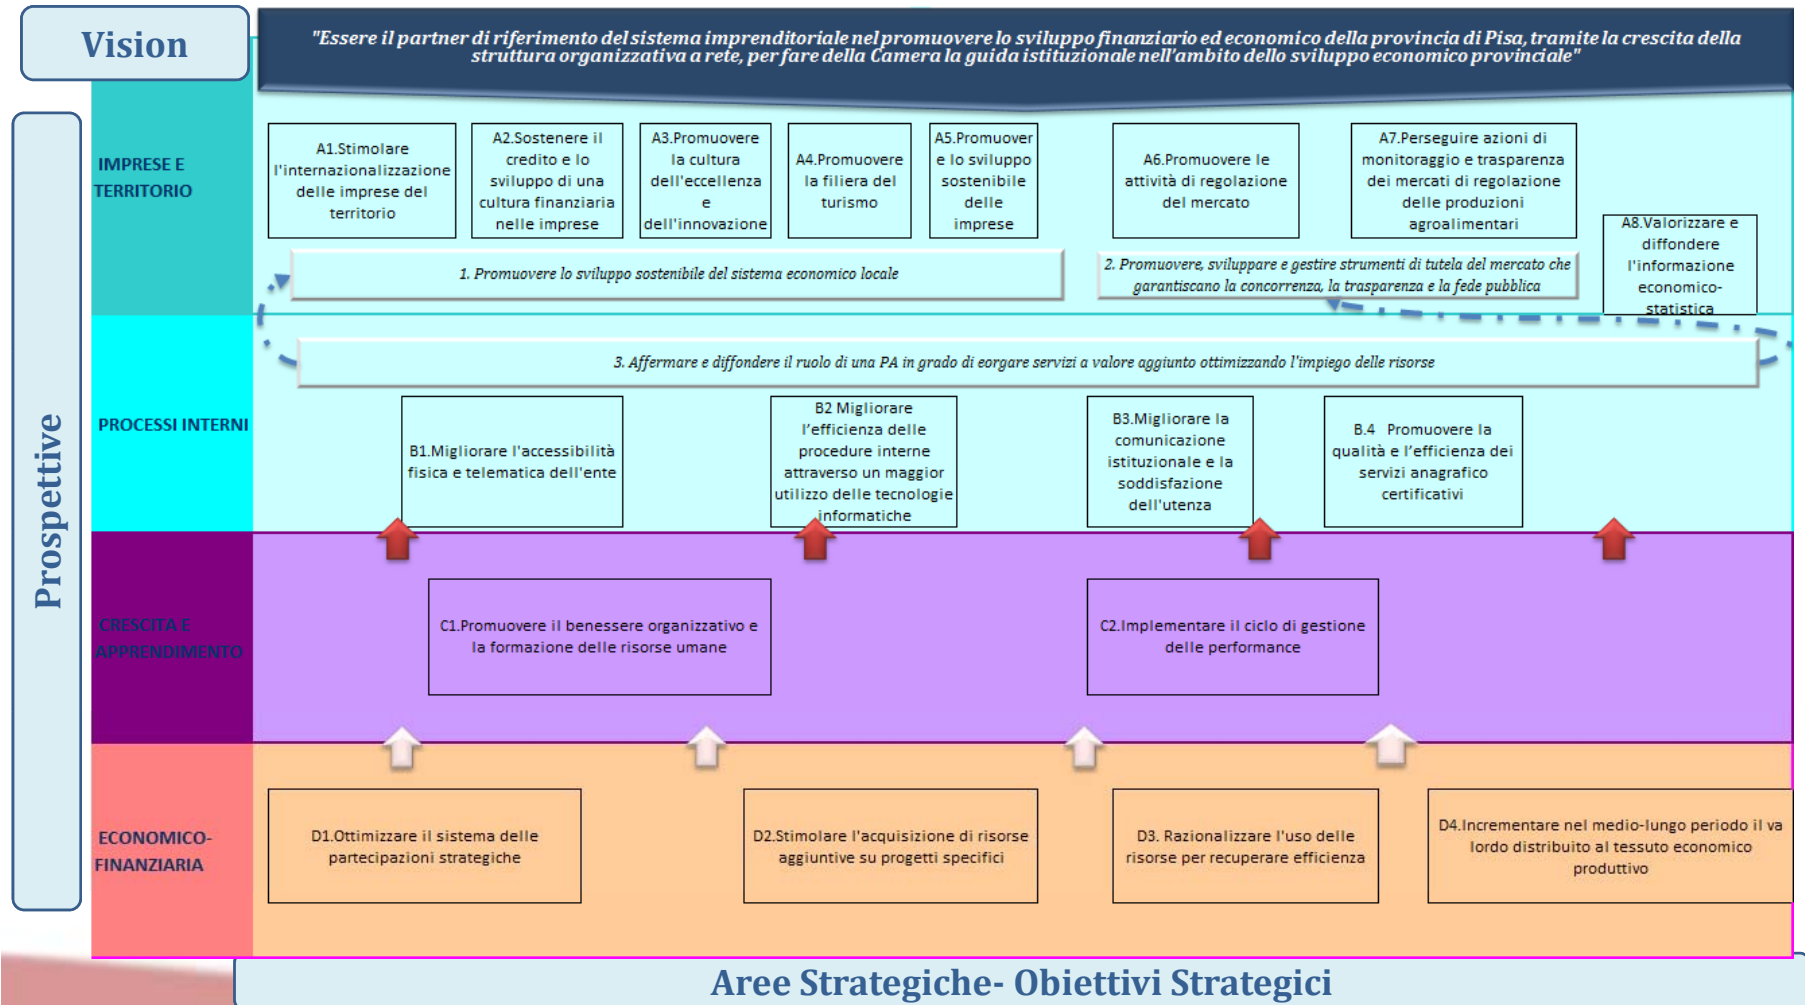 Vision
"Essere il partner di riferimento del sistema imprenditoriale nel promuovere lo sviluppo finanziario ed economico della provincia di Pisa, tramite la crescita della
struttura organizzativa a rete, per fare della Camera la guida istituzionale nell'ambito dello sviluppo economico provinciale"
Prospettive
IMPRESE E
TERRITORIO
A1.Stimolare
l'internazionalizzazione
delle imprese del
territorio
A2.Sostenere il
credito e lo
sviluppo di una
cultura finanziaria
nelle imprese
A3.Promuovere
la cultura
dell'eccellenza
e
dell'innovazione
A4.Promuovere
la filiera del
turismo
A5.Promuover
e lo sviluppo
sostenibile
delle
imprese
A6.Promuovere le
attività di regolazione
del mercato
A7.Perseguire azioni di
monitoraggio e trasparenza
dei mercati di regolazione
delle produzioni
agroalimentari
A8.Valorizzare e
diffondere
l'informazione
economico-
statistica
1. Promuovere lo sviluppo sostenibile del sistema economico locale
2. Promuovere, sviluppare e gestire strumenti di tutela del mercato che
garantiscano la concorrenza, la trasparenza e la fede pubblica
3. Affermare e diffondere il ruolo di una PA in grado di eorgare servizi a valore aggiunto ottimizzando l'impiego delle risorse
PROCESSI INTERNI
B1.Migliorare l'accessibilità
fisica e telematica dell'ente
B2 Migliorare
l’efficienza delle
procedure interne
attraverso un maggior
utilizzo delle tecnologie
informatiche
B3.Migliorare la
comunicazione
istituzionale e la
soddisfazione
dell'utenza
B.4 Promuovere la
qualità e l’efficienza dei
servizi anagrafico
certificativi
CRESCITA E
APPRENDIMENTO
C1.Promuovere il benessere organizzativo e
la formazione delle risorse umane
C2.Implementare il ciclo di gestione
delle performance
ECONOMICO-
FINANZIARIA
D1.Ottimizzare il sistema delle
partecipazioni strategiche
D2.Stimolare l'acquisizione di risorse
aggiuntive su progetti specifici
D3. Razionalizzare l'uso delle
risorse per recuperare efficienza
D4.Incrementare nel medio-lungo periodo il va
lordo distribuito al tessuto economico
produttivo
Aree Strategiche- Obiettivi Strategici